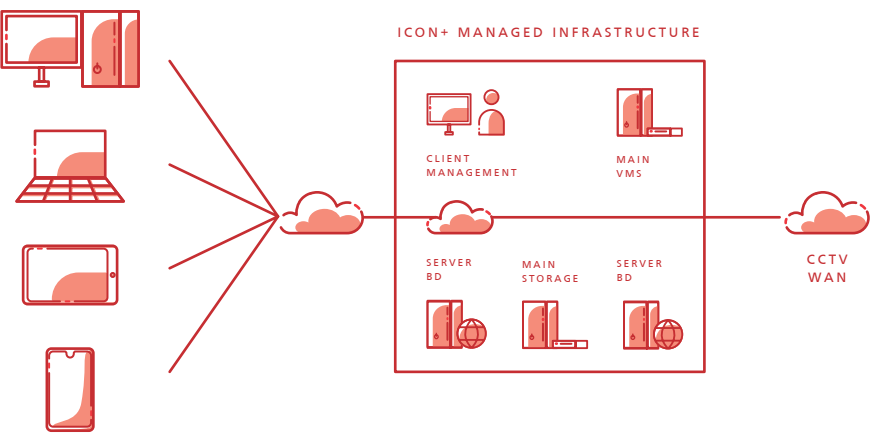 ICON+ MANAGED INFRASTRUCTURE
CLIENT
MANAGEMENT
MAIN
VMS
SERVER
BD
MAIN
STORAGE
SERVER
BD
CCTV
WAN